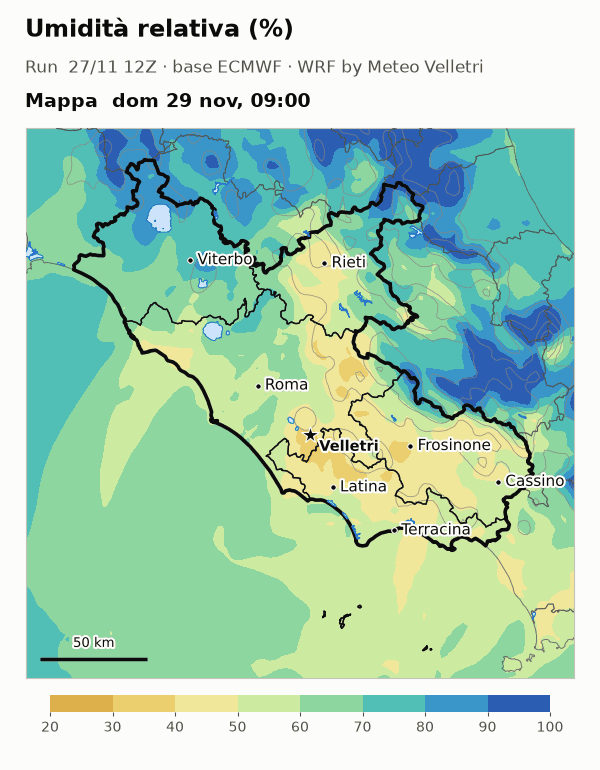 Umidità relativa (%)
Run  27/11 12Z · base ECMWF · WRF by Meteo Velletri
Mappa  dom 29 nov, 09:00
Viterbo
Rieti
Roma
Velletri
Frosinone
Cassino
Latina
Terracina
50 km
20 30 40 50 60 70 80 90 100